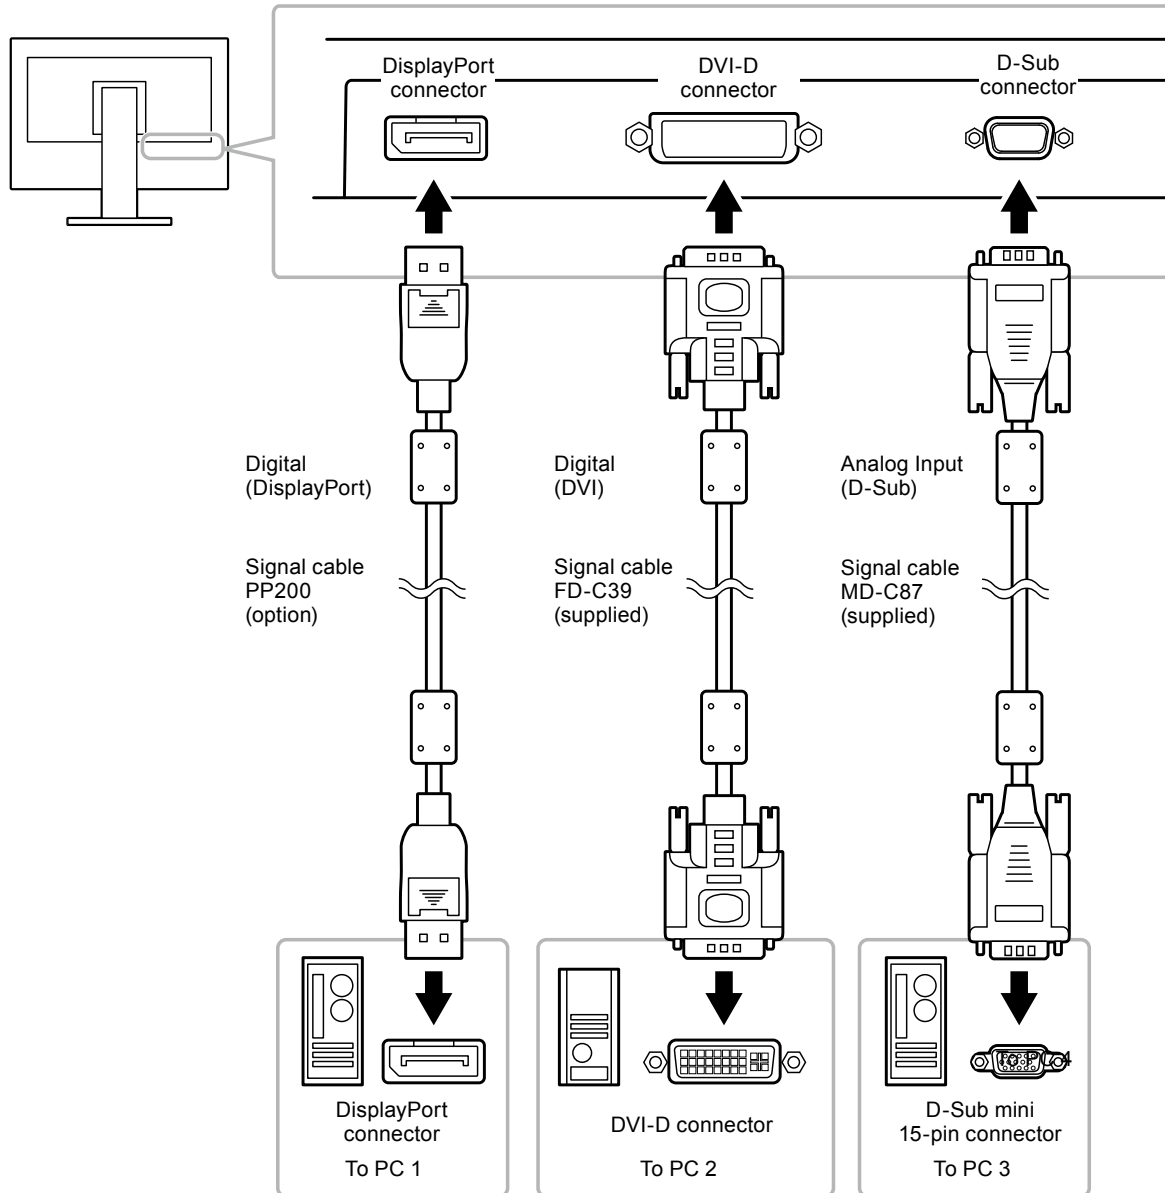 DisplayPort
connector
DVI-D
connector
D-Sub
connector
Digital
(DisplayPort)
Digital
(DVI)
Analog Input
(D-Sub)
Signal cable
PP200
(option)
Signal cable
FD-C39
(supplied)
Signal cable
MD-C87
(supplied)
DisplayPort
connector
DVI-D connector
D-Sub mini
15-pin connector
To PC 1
To PC 2
To PC 3